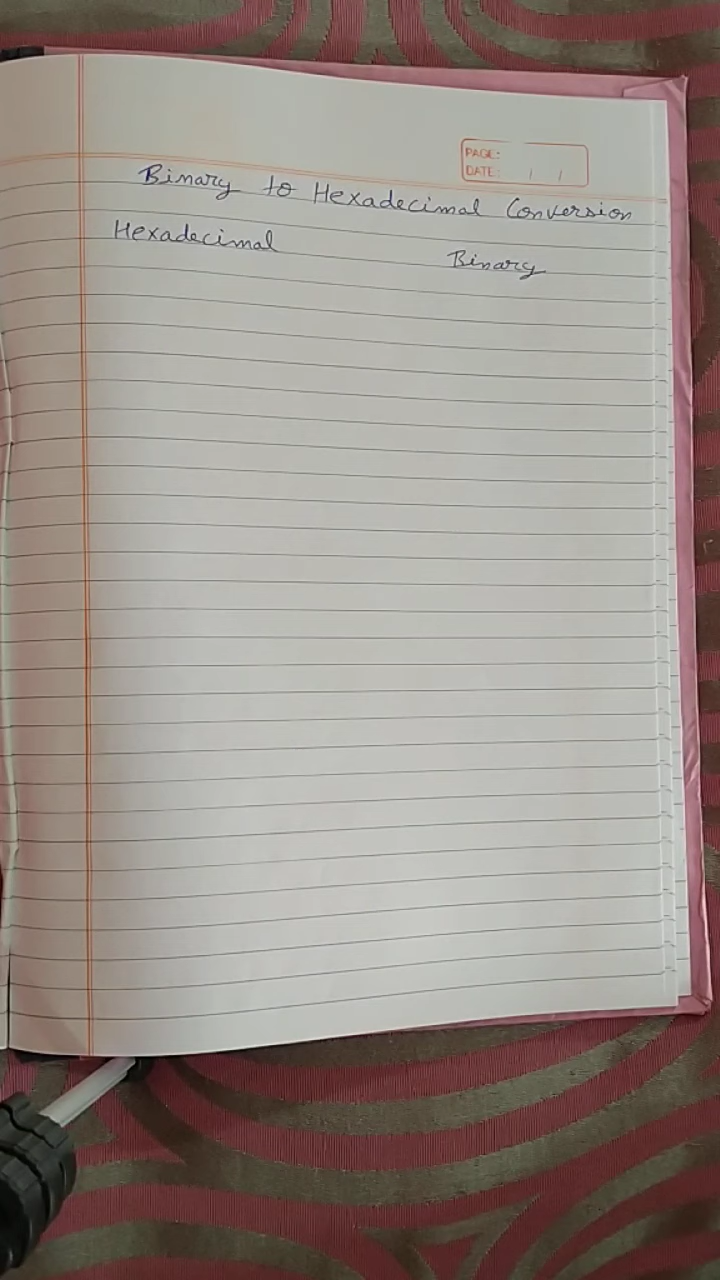 PAGE:
DATE: / /
Binary to Hexadecimal Conversion
Hexadecimal Binary